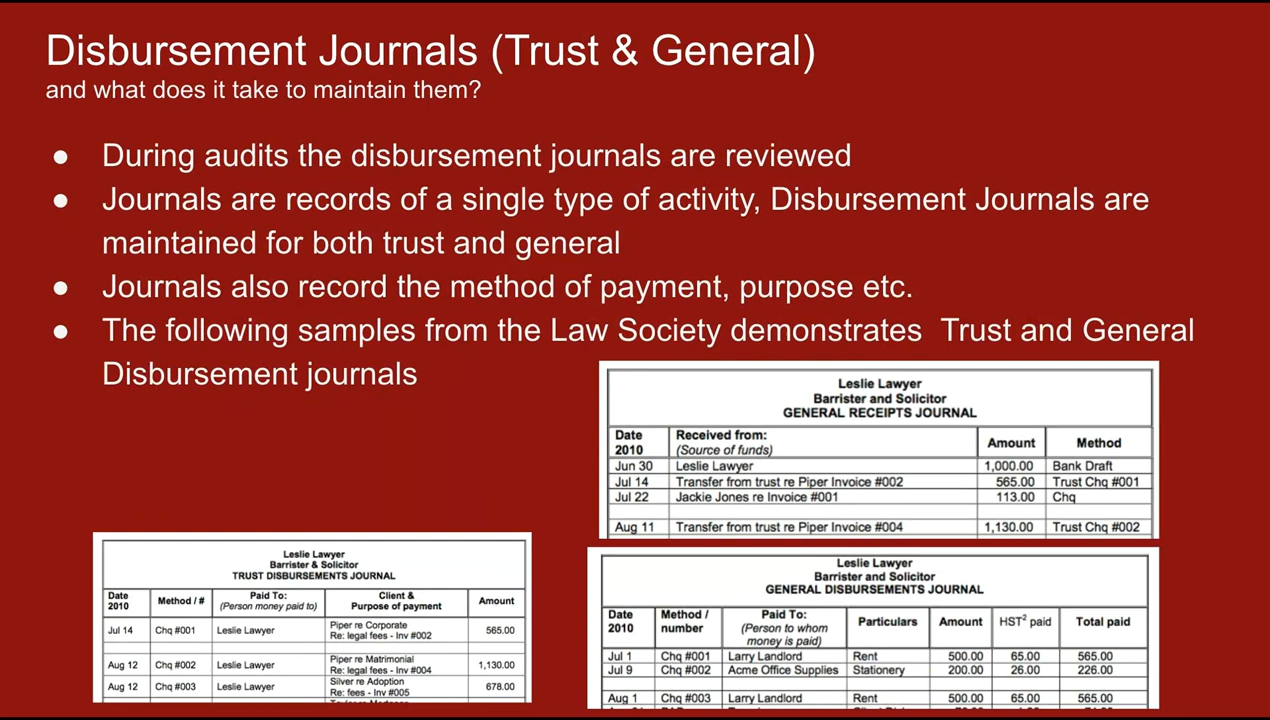 Disbursement Journals (Trust & General)
and what does it take to maintain them?
● During audits the disbursement journals are reviewed
● Journals are records of a single type of activity, Disbursement Journals are
maintained for both trust and general
● Journals also record the method of payment, purpose etc.
● The following samples from the Law Society demonstrates Trust and General
Disbursement journals
Leslie Lawyer
Barrister and Solicitor
GENERAL RECEIPTS JOURNAL
Date 2010 Received from: (Source of funds) Amount Method
Jun 30 Leslie Lawyer 1,000.00 Bank Draft
Jul 14 Transfer from trust re Piper Invoice #002 565.00 Trust Chq #001
Jul 22 Jackie Jones re Invoice #001 113.00 Chq
Aug 11 Transfer from trust re Piper Invoice #004 1,130.00 Trust Chq #002
Leslie Lawyer
Barrister & Solicitor
TRUST DISBURSEMENTS JOURNAL
Date 2010 Method / # Paid To: (Person money paid to) Client & Purpose of payment Amount
Jul 14 Chq #001 Leslie Lawyer Piper re Corporate Re: legal fees - Inv #002 565.00
Aug 12 Chq #002 Leslie Lawyer Piper re Matrimonial Re: legal fees - Inv #004 1,130.00
Aug 12 Chq #003 Leslie Lawyer Silver re Adoption Re: fees - Inv #005 678.00
Leslie Lawyer
Barrister and Solicitor
GENERAL DISBURSEMENTS JOURNAL
Date 2010 Method / number Paid To: (Person to whom money is paid) Particulars Amount HST² paid Total paid
Jul 1 Chq #001 Larry Landlord Rent 500.00 65.00 565.00
Jul 9 Chq #002 Acme Office Supplies Stationery 200.00 26.00 226.00
Aug 1 Chq #003 Larry Landlord Rent 500.00 65.00 565.00